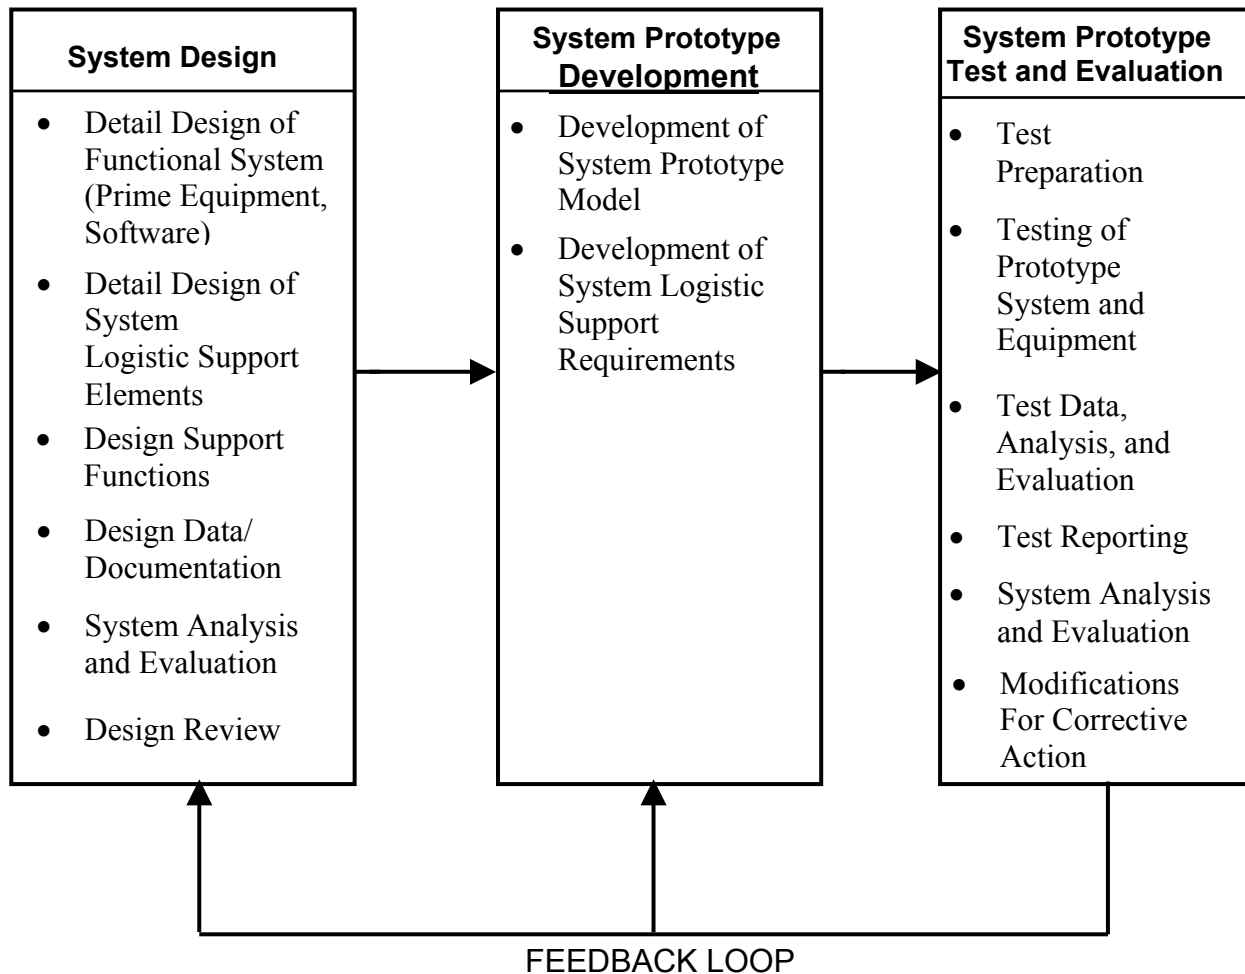 System Design
• Detail Design of
Functional System
(Prime Equipment,
Software)
• Detail Design of
System
Logistic Support
Elements
• Design Support
Functions
• Design Data/
Documentation
• System Analysis
and Evaluation
• Design Review
System Prototype
Development
• Development of
System Prototype
Model
• Development of
System Logistic
Support
Requirements
System Prototype
Test and Evaluation
• Test
Preparation
• Testing of
Prototype
System and
Equipment
• Test Data,
Analysis, and
Evaluation
• Test Reporting
• System Analysis
and Evaluation
• Modifications
For Corrective
Action
FEEDBACK LOOP